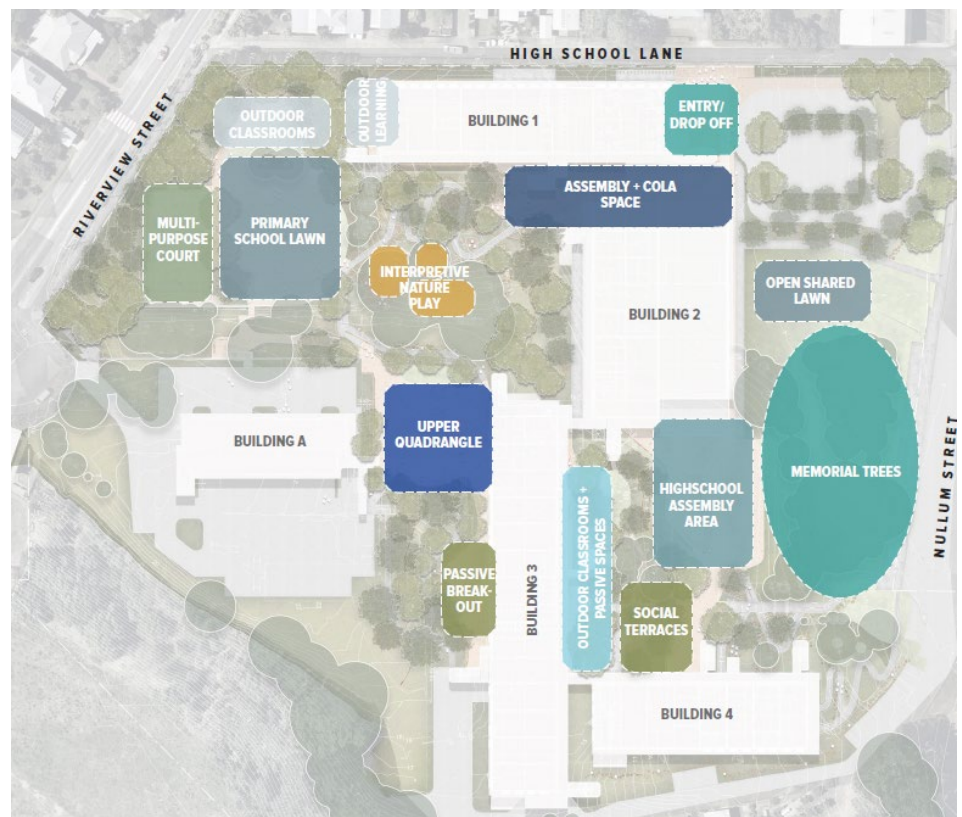 HIGH SCHOOL LANE
RIVERVIEW STREET
OUTDOOR
CLASSROOMS
OUTDOOR
LEARNING
BUILDING 1
ENTRY/
DROP OFF
ASSEMBLY + COLA
SPACE
MULTI-
PURPOSE
COURT
PRIMARY
SCHOOL LAWN
INTERPRETIVE
NATURE
PLAY
OPEN SHARED
LAWN
BUILDING 2
UPPER
QUADRANGLE
BUILDING A
MEMORIAL TREES
NULLUM STREET
HIGHSCHOOL
ASSEMBLY
AREA
OUTDOOR CLASSROOMS +
PASSIVE SPACES
PASSIVE
BREAK-
OUT
BUILDING 3
SOCIAL
TERRACES
BUILDING 4